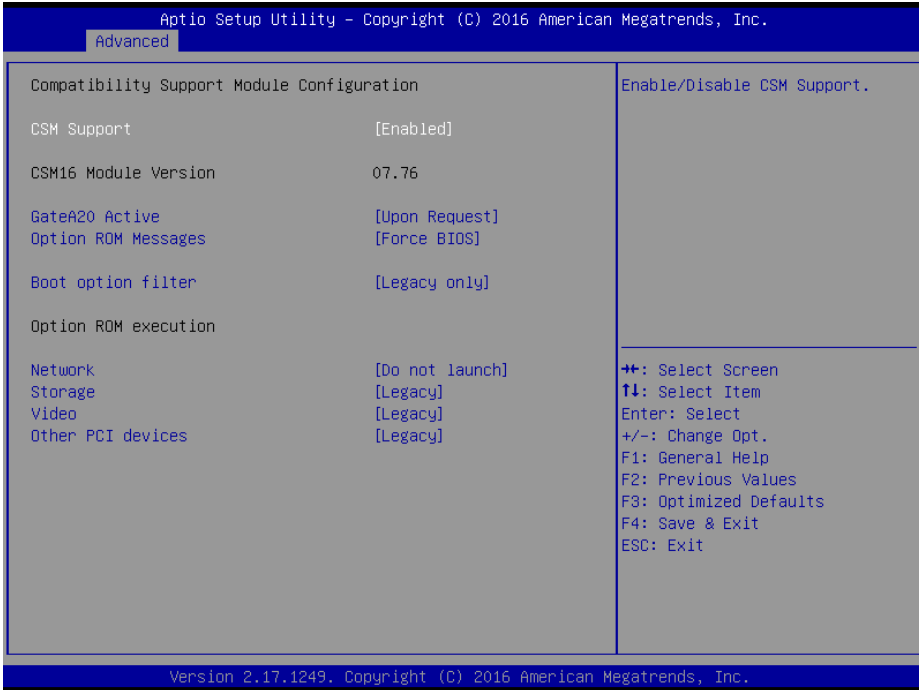 Aptio Setup Utility – Copyright (C) 2016 American Megatrends, Inc.
Advanced
Compatibility Support Module Configuration
CSM Support [Enabled]
CSM16 Module Version 07.76
GateA20 Active [Upon Request]
Option ROM Messages [Force BIOS]
Boot option filter [Legacy only]
Option ROM execution
Network [Do not launch]
Storage [Legacy]
Video [Legacy]
Other PCI devices [Legacy]
Enable/Disable CSM Support.
→←: Select Screen
↑↓: Select Item
Enter: Select
+/-: Change Opt.
F1: General Help
F2: Previous Values
F3: Optimized Defaults
F4: Save & Exit
ESC: Exit
Version 2.17.1249. Copyright (C) 2016 American Megatrends, Inc.